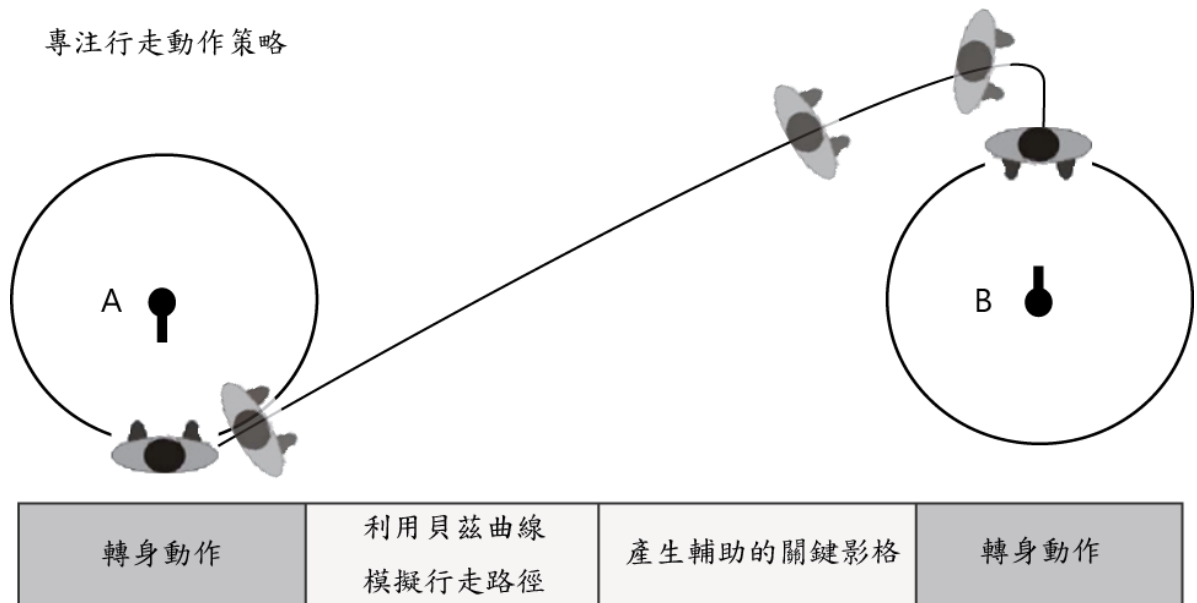 專注行走動作策略
A
B
轉身動作
利用貝茲曲線
模擬行走路徑
產生輔助的關鍵影格
轉身動作